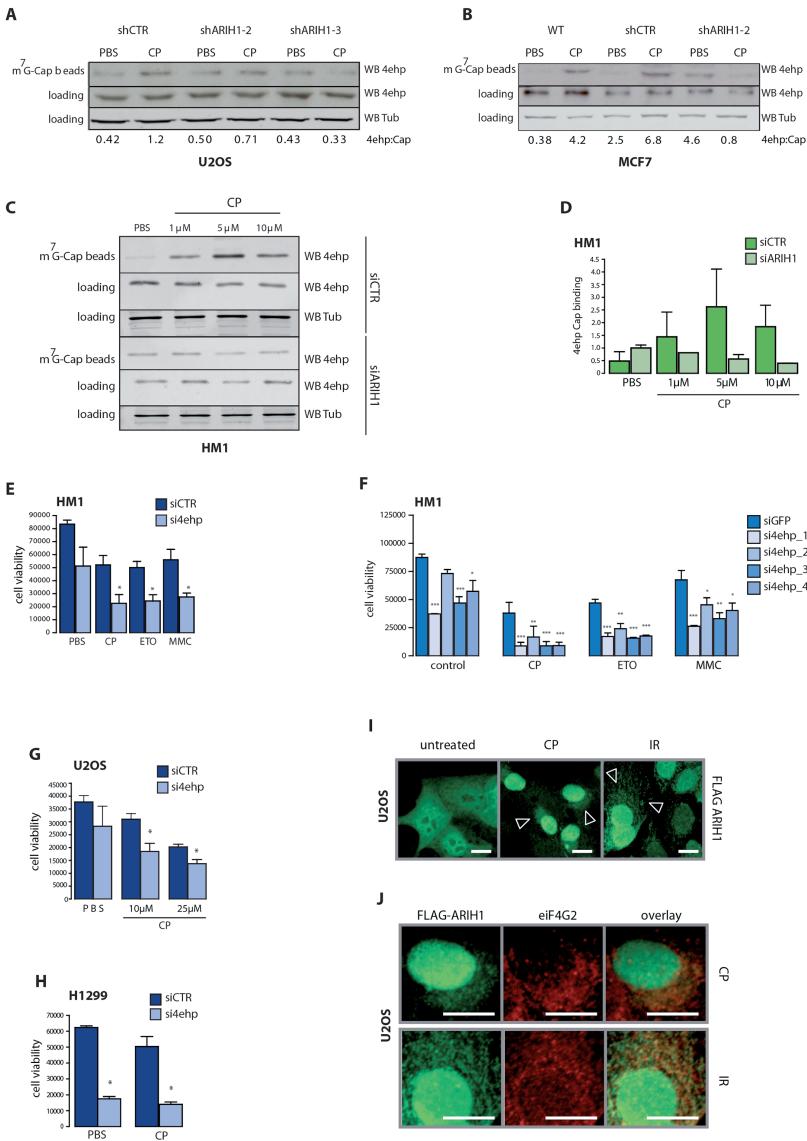 A
shCTR shARIH1-2 shARIH1-3
PBS CP PBS CP PBS CP
m7G-Cap beads WB 4ehp
loading WB 4ehp
loading WB Tub
0.42 1.2 0.50 0.71 0.43 0.33 4ehp:Cap
U2OS
B
WT shCTR shARIH1-2
PBS CP PBS CP PBS CP
m7G-Cap beads WB 4ehp
loading WB 4ehp
loading WB Tub
0.38 4.2 2.5 6.8 4.6 0.8 4ehp:Cap
MCF7
C
CP
PBS 1 µM 5 µM 10 µM
m7G-Cap beads WB 4ehp
loading WB 4ehp
loading WB Tub
siCTR
m7G-Cap beads WB 4ehp
loading WB 4ehp
loading WB Tub
siARIH1
HM1
D
HM1
siCTR
siARIH1
4ehp Cap binding
4.5
4.0
3.5
3.0
2.5
2.0
1.5
1.0
0.5
0
PBS 1µM 5µM 10 µM
CP
E
HM1
siCTR
si4ehp
cell viability
90000
80000
70000
60000
50000
40000
30000
20000
10000
0
* * *
PBS CP ETO MMC
F
HM1
siGFP
si4ehp_1
si4ehp_2
si4ehp_3
si4ehp_4
cell viability
125000
75000
50000
25000
0
*** *** *
*** ** *** ***
*** ** *** ***
*** * ** *
control CP ETO MMC
G
U2OS
siCTR
si4ehp
cell viability
45000
40000
35000
30000
25000
20000
15000
10000
5000
0
* *
PBS 10µM 25µM
CP
H
H1299
siCTR
si4ehp
cell viability
70000
60000
50000
40000
30000
20000
10000
0
* *
PBS CP
I
untreated CP IR
U2OS
FLAG ARIH1
J
FLAG-ARIH1 eiF4G2 overlay
CP
U2OS
IR